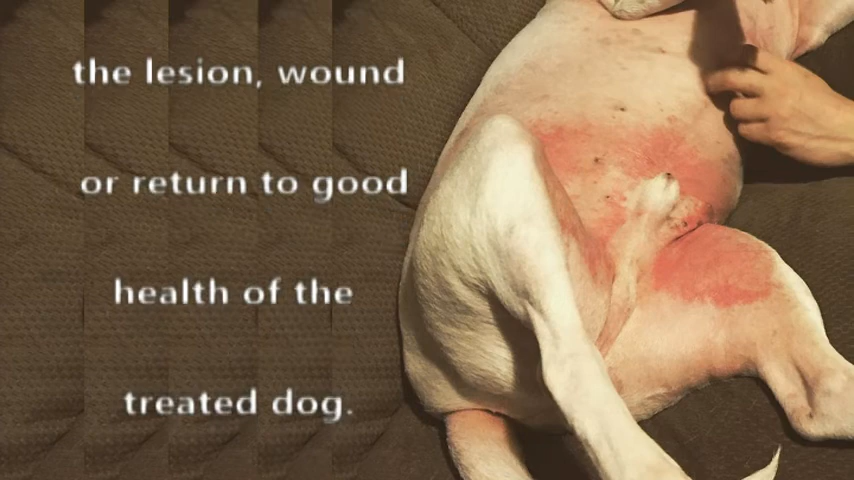 the lesion, wound
or return to good
health of the
treated dog.